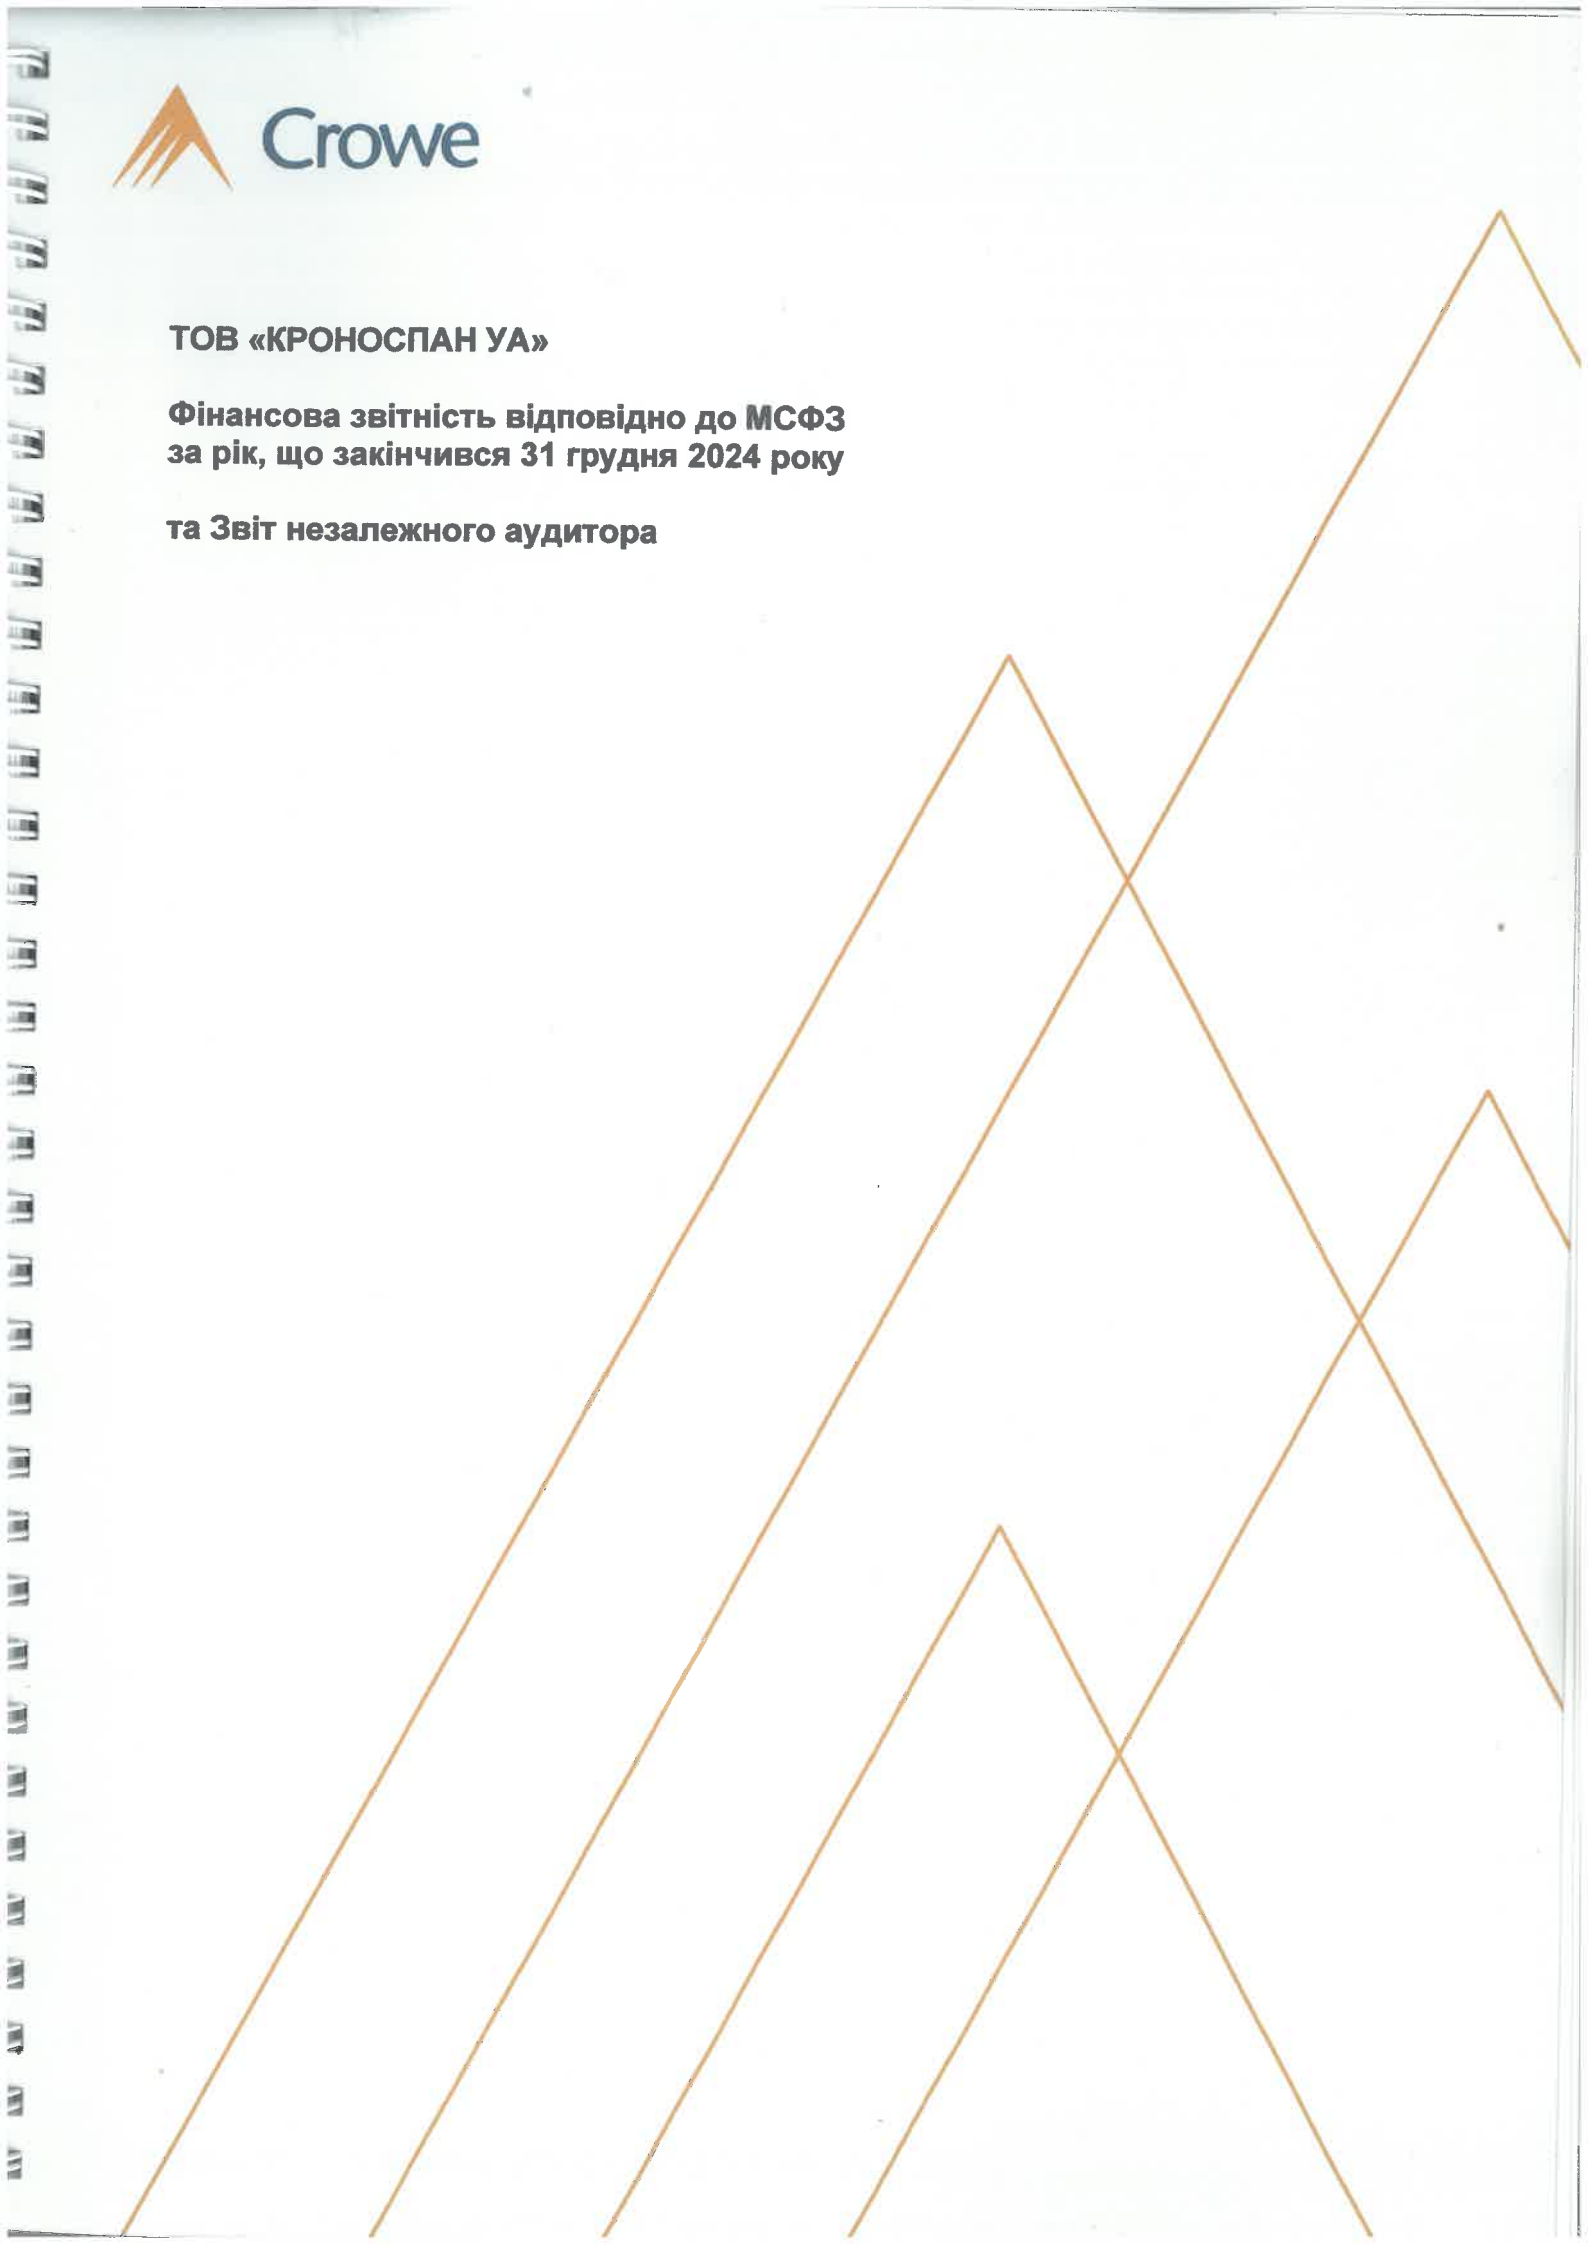 Crowe
ТОВ «КРОНОСПАН УА»
Фінансова звітність відповідно до МСФЗ
за рік, що закінчився 31 грудня 2024 року
та Звіт незалежного аудитора